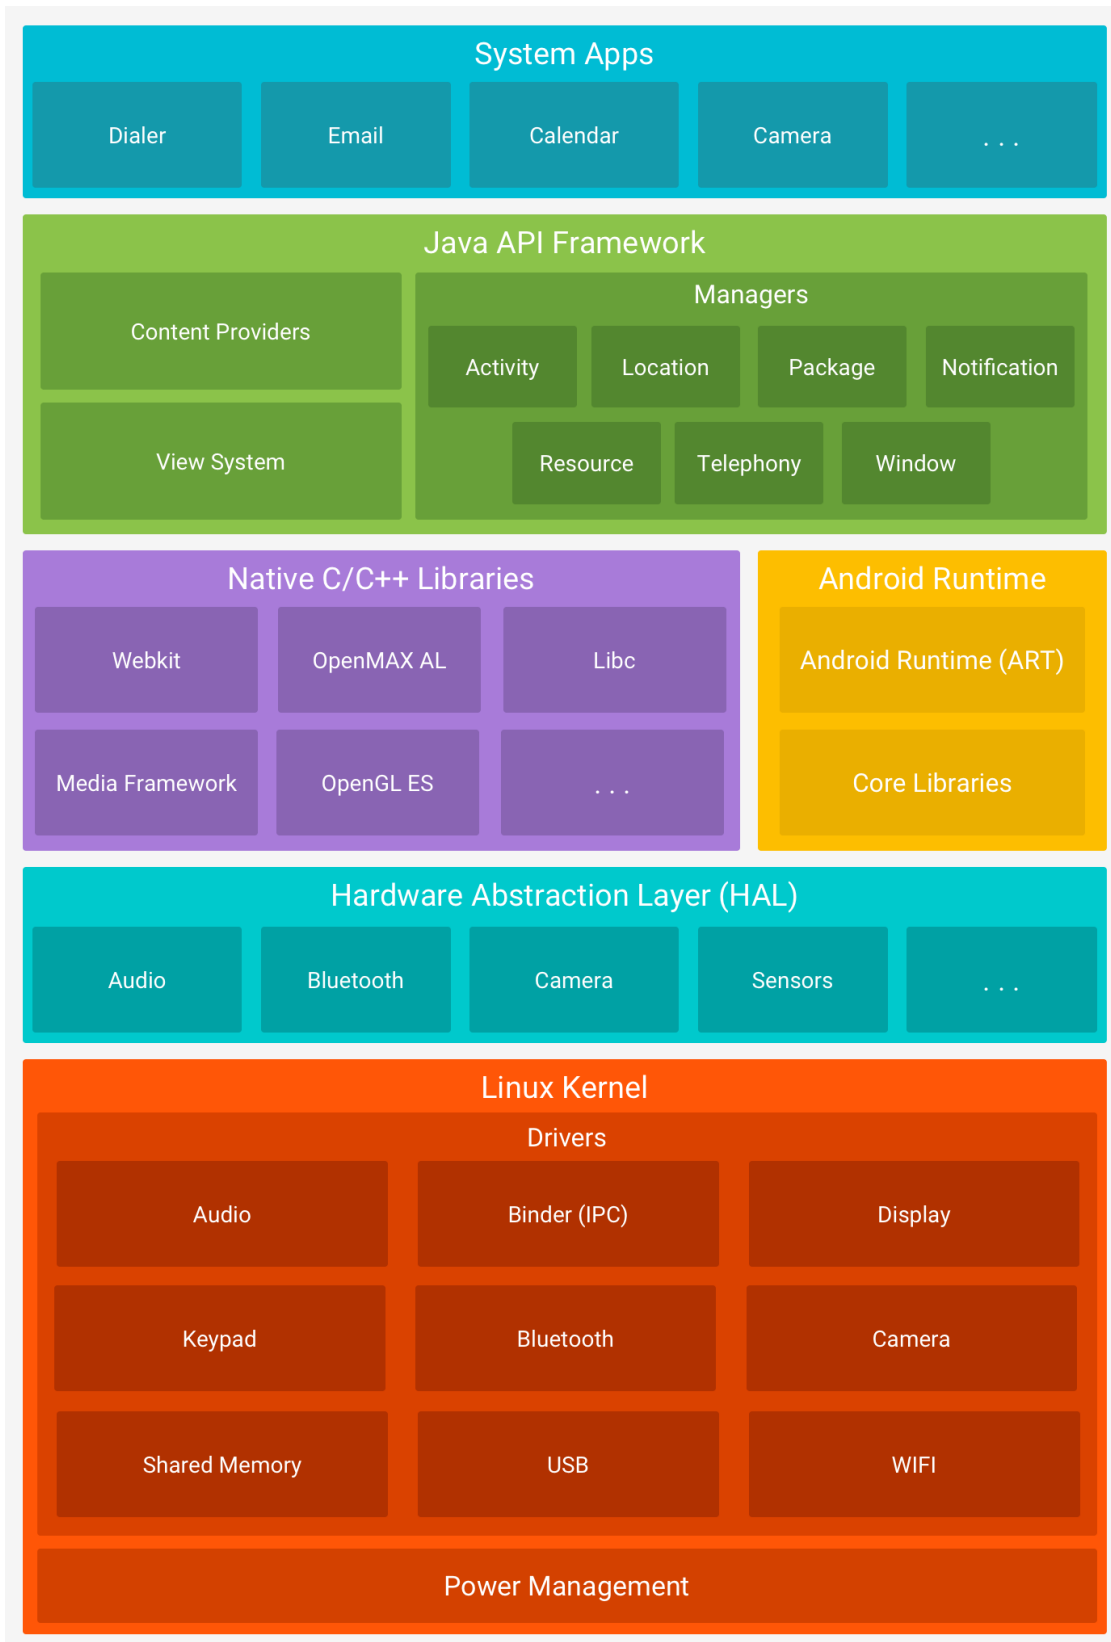 System Apps
Dialer
Email
Calendar
Camera
. . .
Java API Framework
Content Providers
View System
Managers
Activity
Location
Package
Notification
Resource
Telephony
Window
Native C/C++ Libraries
Webkit
OpenMAX AL
Libc
Media Framework
OpenGL ES
. . .
Android Runtime
Android Runtime (ART)
Core Libraries
Hardware Abstraction Layer (HAL)
Audio
Bluetooth
Camera
Sensors
. . .
Linux Kernel
Drivers
Audio
Binder (IPC)
Display
Keypad
Bluetooth
Camera
Shared Memory
USB
WIFI
Power Management